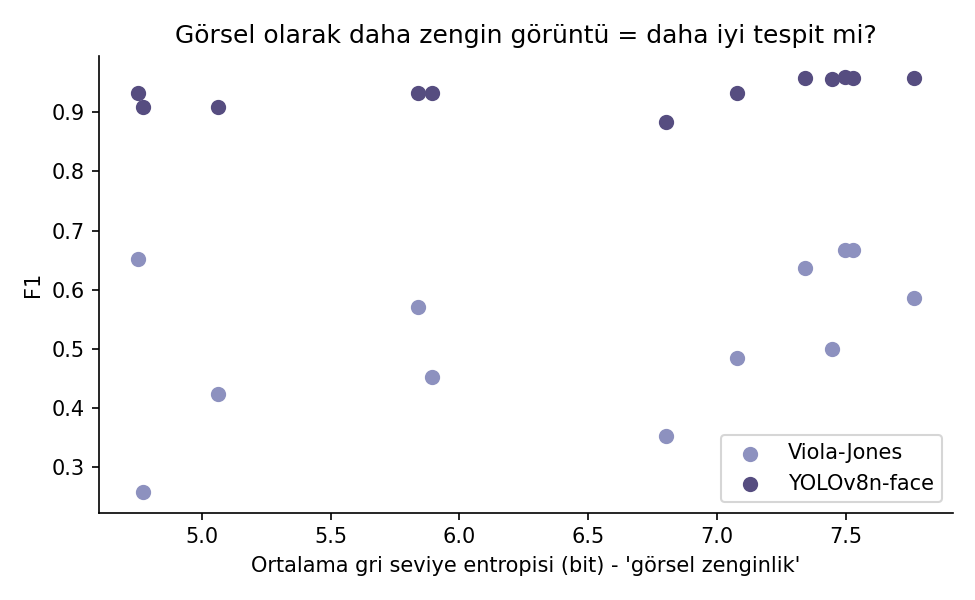 Görsel olarak daha zengin görüntü = daha iyi tespit mi?
F1
0.9
0.8
0.7
0.6
0.5
0.4
0.3
Viola-Jones
YOLOv8n-face
5.0 5.5 6.0 6.5 7.0 7.5
Ortalama gri seviye entropisi (bit) - 'görsel zenginlik'